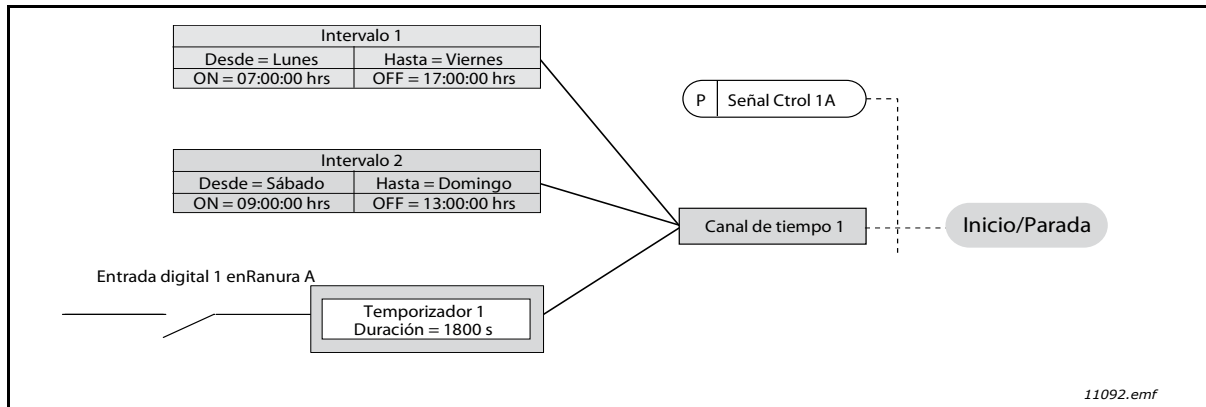 Intervalo 1
Desde = Lunes Hasta = Viernes
ON = 07:00:00 hrs OFF = 17:00:00 hrs
P Señal Ctrol 1A
Intervalo 2
Desde = Sábado Hasta = Domingo
ON = 09:00:00 hrs OFF = 13:00:00 hrs
Canal de tiempo 1
Inicio/Parada
Entrada digital 1 enRanura A
Temporizador 1
Duración = 1800 s
11092.emf